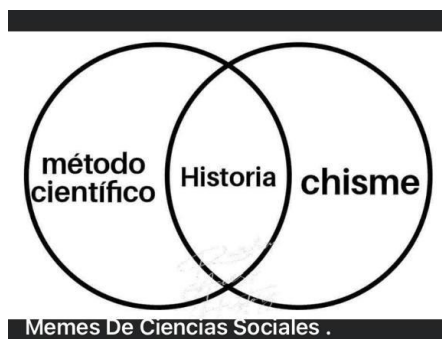 método
científico
Historia
chisme
Memes De Ciencias Sociales .